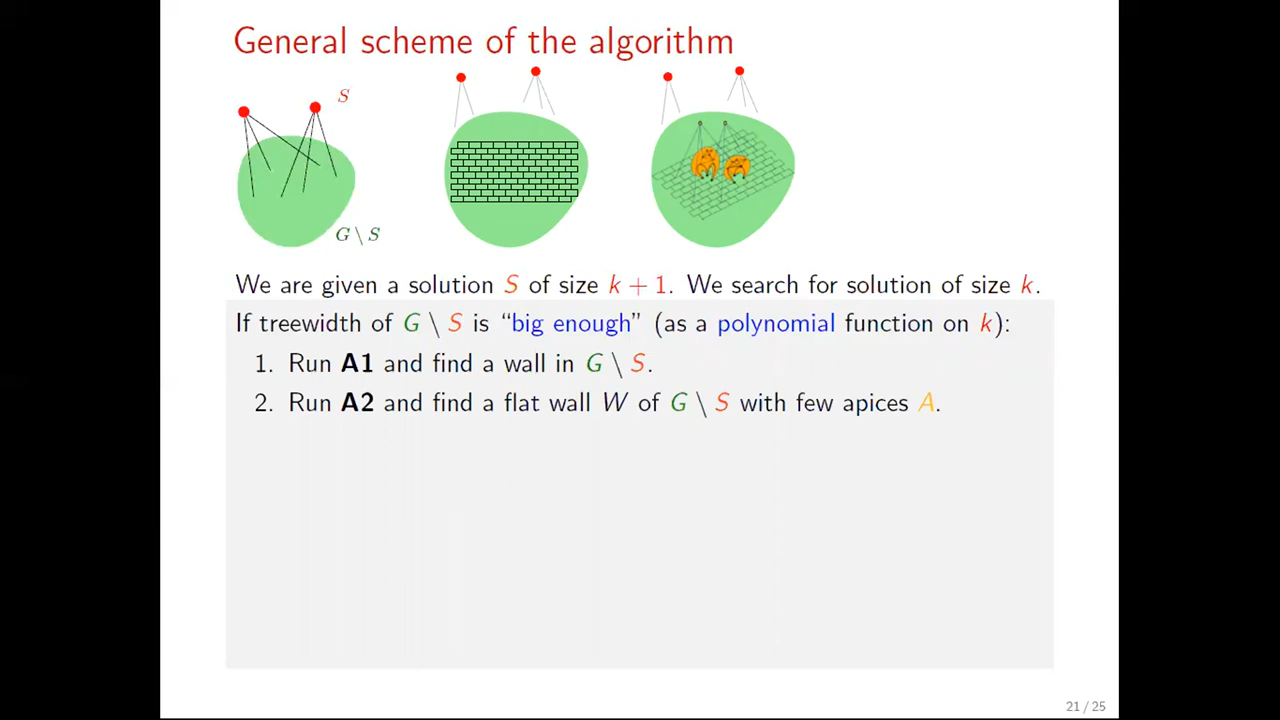 General scheme of the algorithm
S
G \ S
We are given a solution S of size k + 1. We search for solution of size k.
If treewidth of G \ S is “big enough” (as a polynomial function on k):
1. Run A1 and find a wall in G \ S.
2. Run A2 and find a flat wall W of G \ S with few apices A.
21 / 25